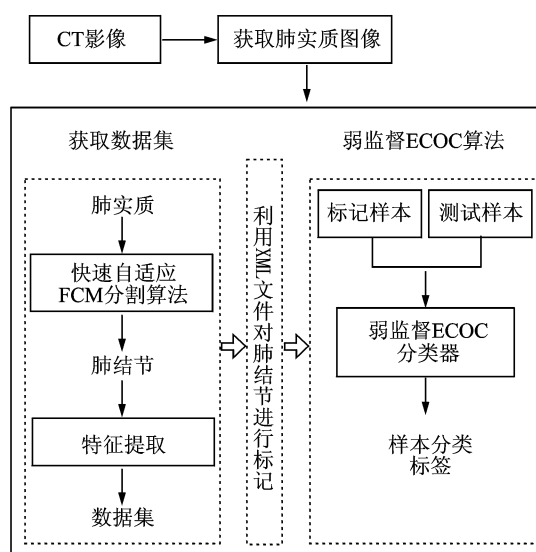 CT影像
获取肺实质图像
获取数据集
弱监督ECOC算法
肺实质
快速自适应
FCM分割算法
肺结节
特征提取
数据集
利用XML文件对肺结节进行标记
标记样本
测试样本
弱监督ECOC
分类器
样本分类
标签